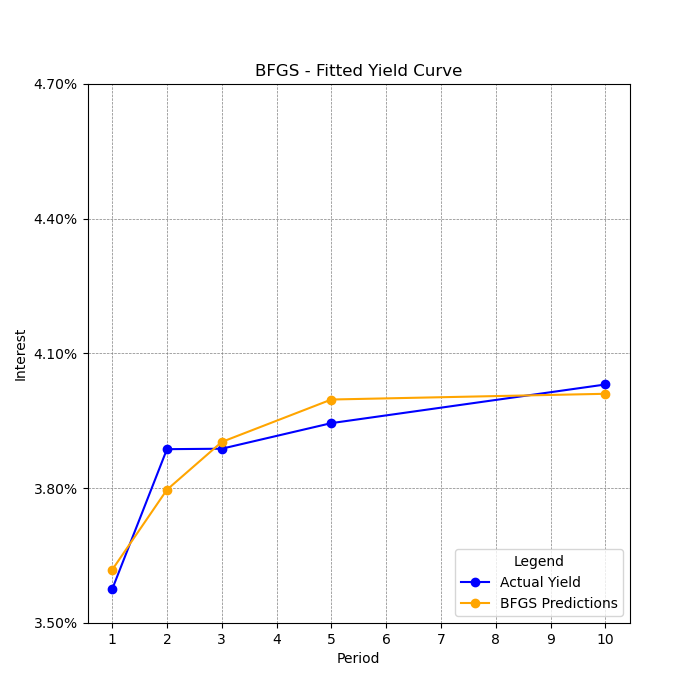 BFGS - Fitted Yield Curve
4.70%
4.40%
4.10%
3.80%
3.50%
Interest
1 2 3 4 5 6 7 8 9 10
Period
Legend
Actual Yield
BFGS Predictions